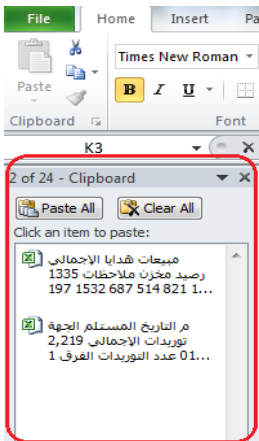 File Home Insert Pa
Times New Roman
Paste
B I U
Clipboard Font
K3
2 of 24 - Clipboard
Paste All Clear All
Click an item to paste:
مبيعات هدايا الإجمالي
رصيد مخزن ملاحظات 1335
197 1532 687 514 821 1...
م التاريخ المستلم الجهة
توريدات الإجمالي 2,219
01... عدد التوريدات الفرق 1